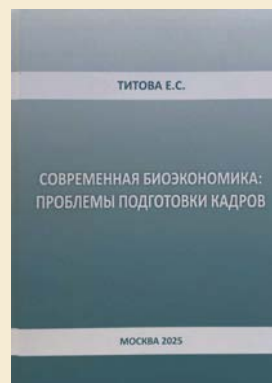 ТИТОВА Е.С.
СОВРЕМЕННАЯ БИОЭКОНОМИКА:
ПРОБЛЕМЫ ПОДГОТОВКИ КАДРОВ
МОСКВА 2025